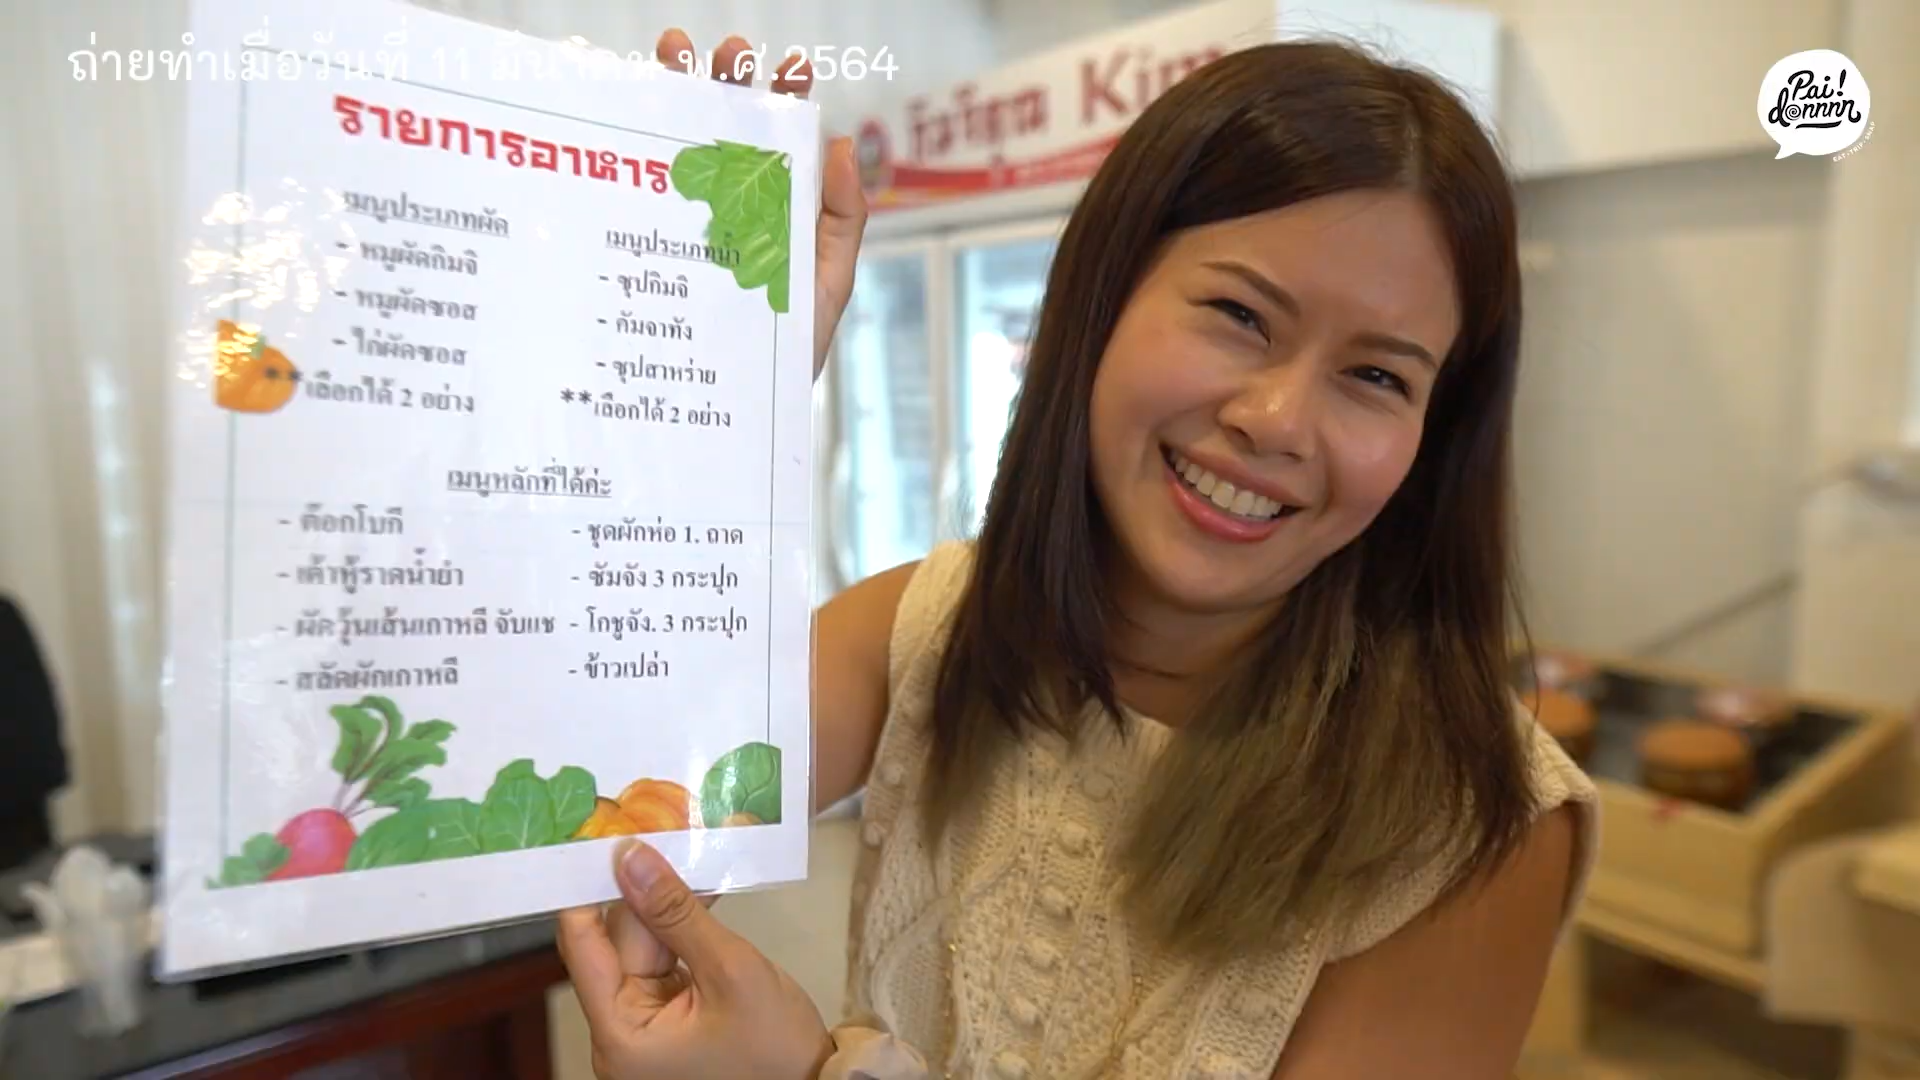 ถ่ายทำเมื่อวันที่ 11 มีนาคม พ.ศ.2564
Pai!
donnnn
EAT•TRIP•SNAP
รายการอาหาร
เมนูประเภทผัด
- หมูผัดกิมจิ
- หมูผัดซอส
- ไก่ผัดซอส
**เลือกได้ 2 อย่าง
เมนูประเภทน้ำ
- ซุปกิมจิ
- คัมจาทัง
- ซุปสาหร่าย
**เลือกได้ 2 อย่าง
เมนูหลักที่ได้ค่ะ
- ต๊อกโบกี
- เต้าหู้ราดน้ำยำ
- ผัดวุ้นเส้นเกาหลี จับแช
- สลัดผักเกาหลี
- ชุดผักห่อ 1. ถาด
- ซัมจัง 3 กระปุก
- โกชูจัง. 3 กระปุก
- ข้าวเปล่า